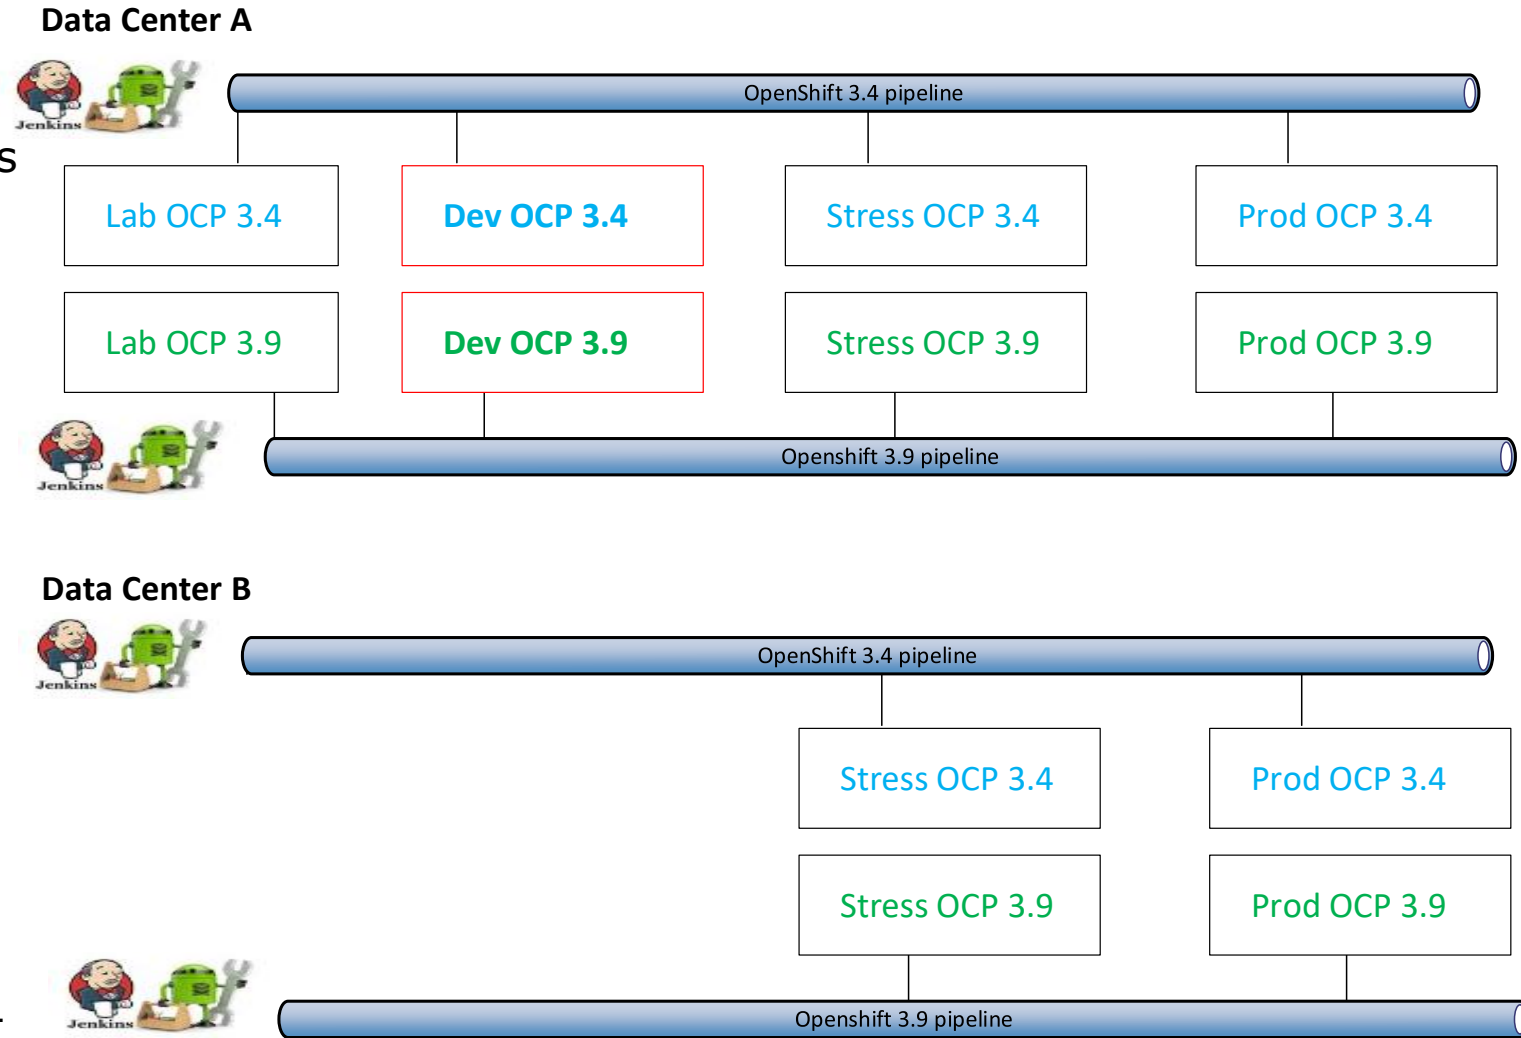 Data Center A
Jenkins
OpenShift 3.4 pipeline
s
Lab OCP 3.4
Dev OCP 3.4
Stress OCP 3.4
Prod OCP 3.4
Lab OCP 3.9
Dev OCP 3.9
Stress OCP 3.9
Prod OCP 3.9
Jenkins
Openshift 3.9 pipeline
Data Center B
Jenkins
OpenShift 3.4 pipeline
Stress OCP 3.4
Prod OCP 3.4
Stress OCP 3.9
Prod OCP 3.9
Jenkins
Openshift 3.9 pipeline